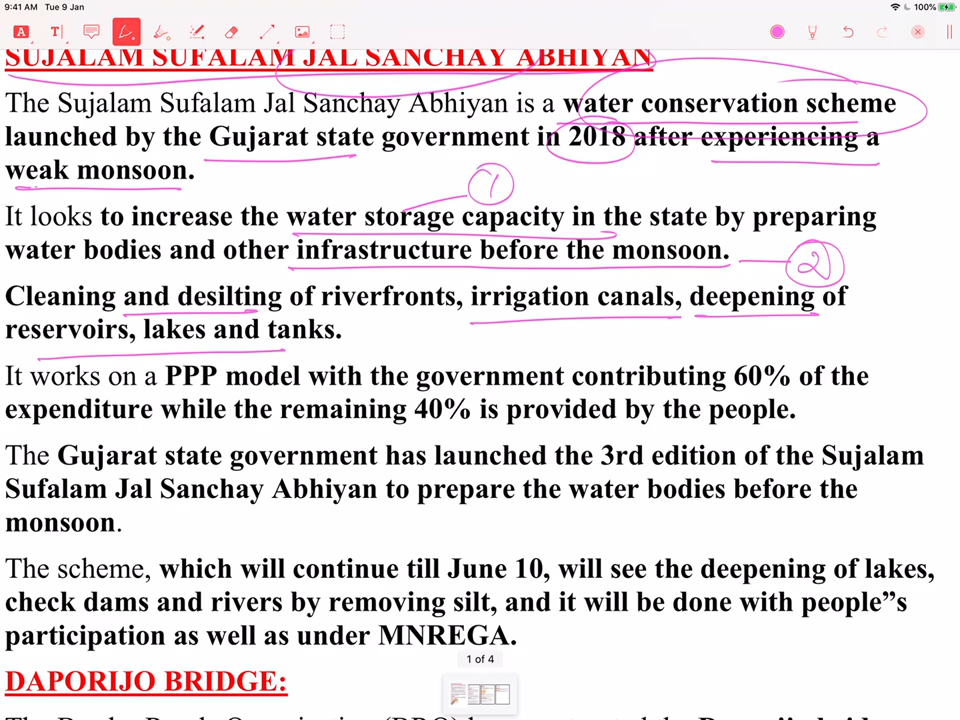 9:41 AM Tue 9 Jan
100%
A
T
SUJALAM SUFALAM JAL SANCHAY ABHIYAN
The Sujalam Sufalam Jal Sanchay Abhiyan is a water conservation scheme
launched by the Gujarat state government in 2018 after experiencing a
weak monsoon.
1
It looks to increase the water storage capacity in the state by preparing
water bodies and other infrastructure before the monsoon.
2
Cleaning and desilting of riverfronts, irrigation canals, deepening of
reservoirs, lakes and tanks.
It works on a PPP model with the government contributing 60% of the
expenditure while the remaining 40% is provided by the people.
The Gujarat state government has launched the 3rd edition of the Sujalam
Sufalam Jal Sanchay Abhiyan to prepare the water bodies before the
monsoon.
The scheme, which will continue till June 10, will see the deepening of lakes,
check dams and rivers by removing silt, and it will be done with people”s
participation as well as under MNREGA.
1 of 4
DAPORIJO BRIDGE: